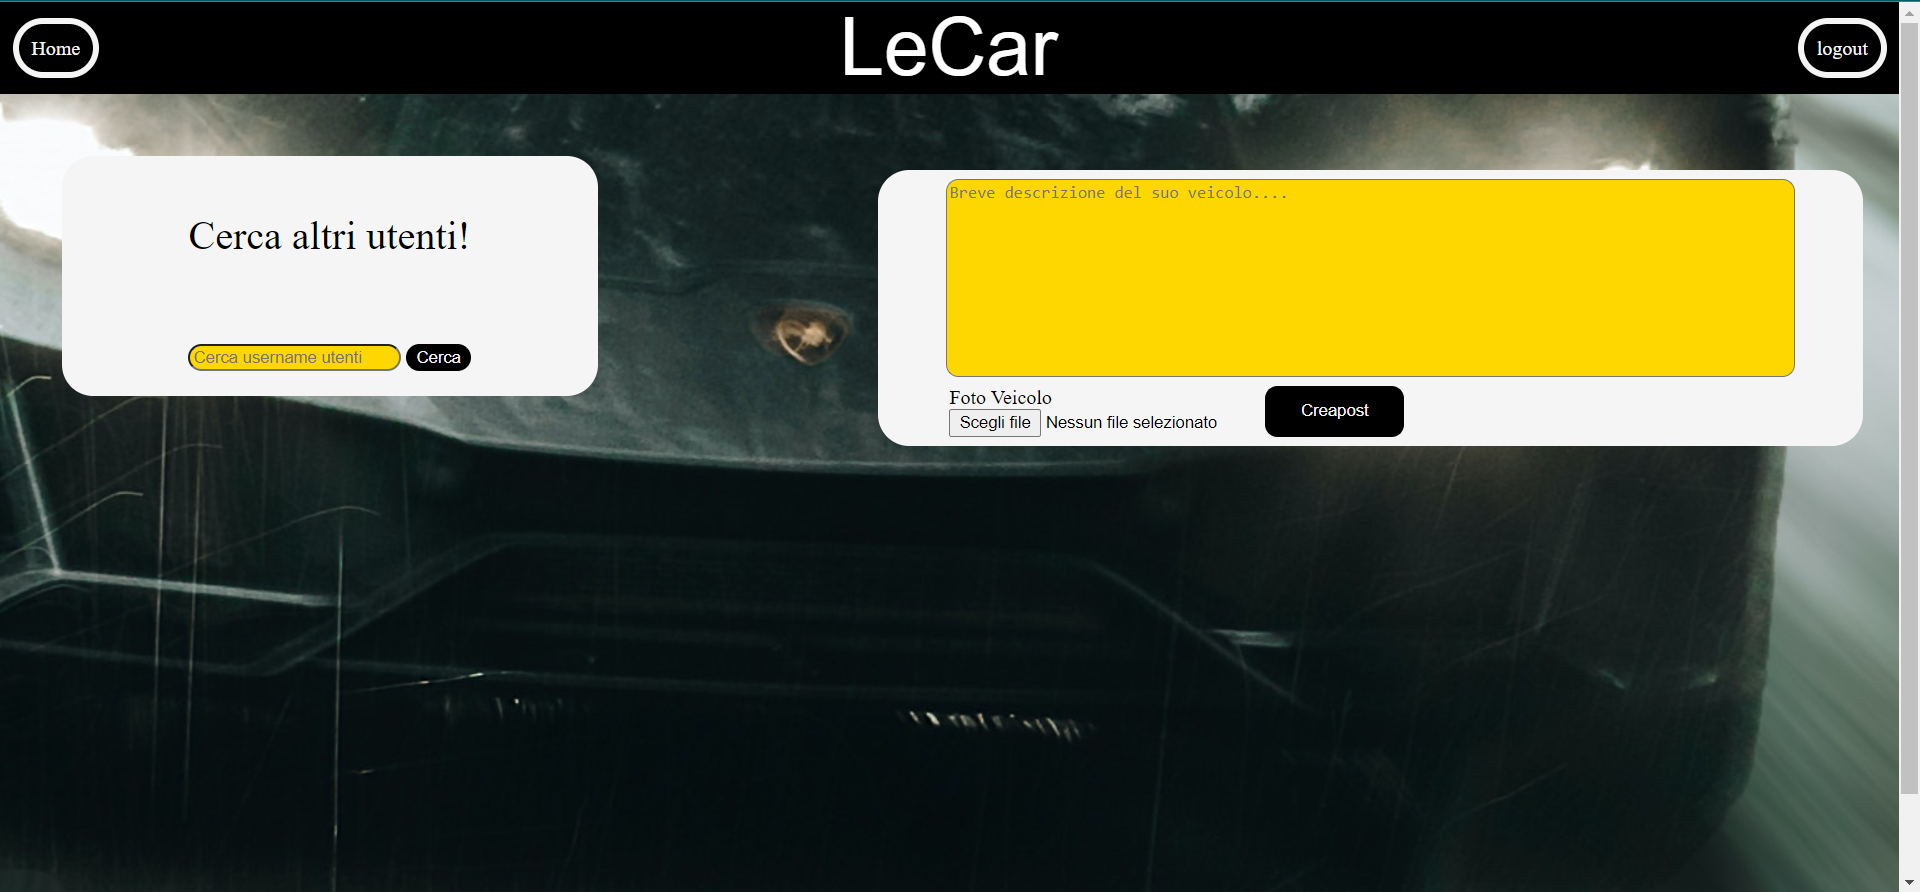 Home
LeCar
logout
Cerca altri utenti!
Cerca username utenti
Cerca
Breve descrizione del suo veicolo....
Foto Veicolo
Scegli file Nessun file selezionato
Creapost